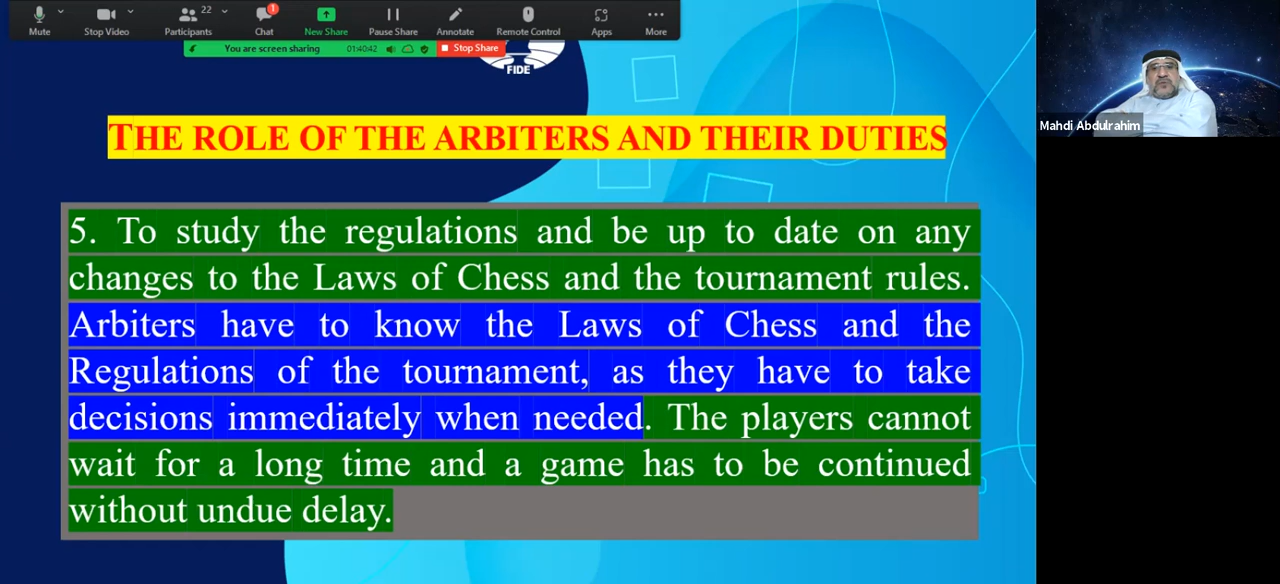 22
1
Mute
Stop Video
Participants
Chat
New Share
Pause Share
Annotate
Remote Control
Apps
More
You are screen sharing
01:40:42
Stop Share
FIDE
THE ROLE OF THE ARBITERS AND THEIR DUTIES
Mahdi Abdulrahim
5. To study the regulations and be up to date on any
changes to the Laws of Chess and the tournament rules.
Arbiters have to know the Laws of Chess and the
Regulations of the tournament, as they have to take
decisions immediately when needed. The players cannot
wait for a long time and a game has to be continued
without undue delay.